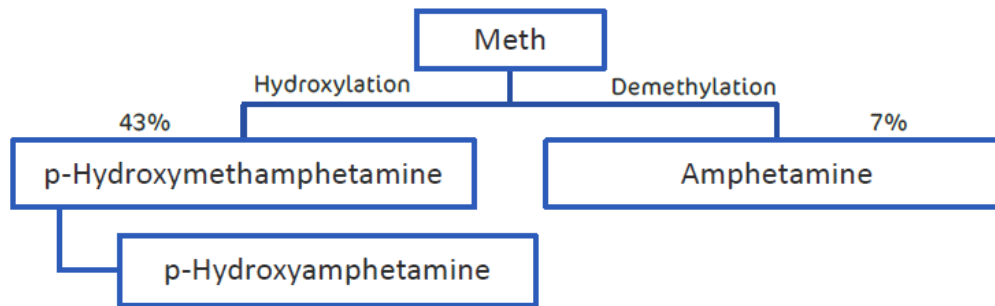 Meth
Hydroxylation
Demethylation
43%
7%
p-Hydroxymethamphetamine
Amphetamine
p-Hydroxyamphetamine